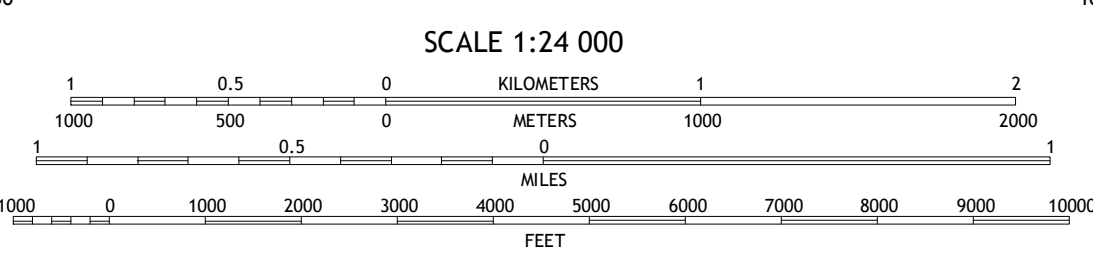 SCALE 1:24 000
1 0.5 0 KILOMETERS 1 2
1000 500 0 METERS 1000 2000
1 0.5 0 1
MILES
1000 0 1000 2000 3000 4000 5000 6000 7000 8000 9000 10000
FEET